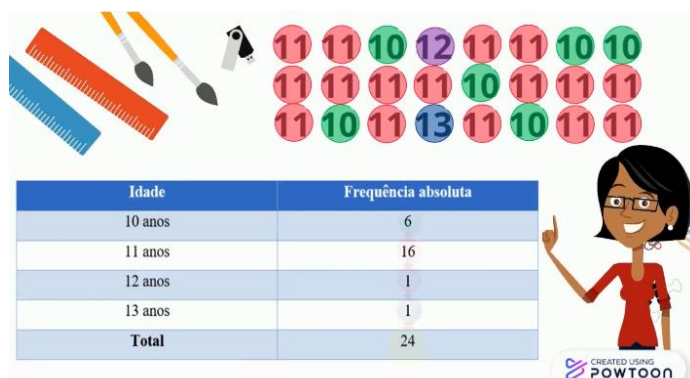 11 11 10 12 11 11 10 10
11 11 11 11 10 11 11 11
11 10 11 13 11 10 11 11
Idade Frequência absoluta
10 anos 6
11 anos 16
12 anos 1
13 anos 1
Total 24
CREATED USING
POWTOON